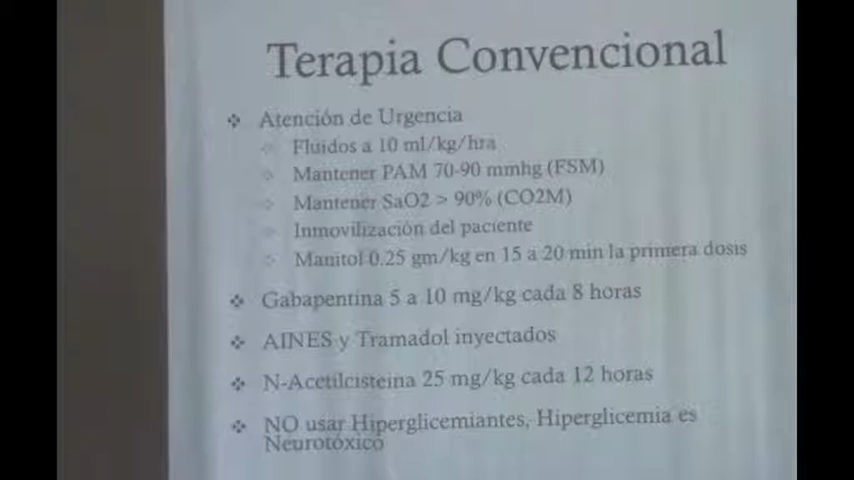 Terapia Convencional
Atención de Urgencia
Fluidos a 10 ml/kg/hra
Mantener PAM 70-90 mmhg (FSM)
Mantener SaO2 > 90% (CO2M)
Inmovilización del paciente
Manitol 0.25 gm/kg en 15 a 20 min la primera dosis
Gabapentina 5 a 10 mg/kg cada 8 horas
AINES y Tramadol inyectados
N-Acetilcisteina 25 mg/kg cada 12 horas
NO usar Hiperglicemiantes, Hiperglicemia es
Neurotóxico